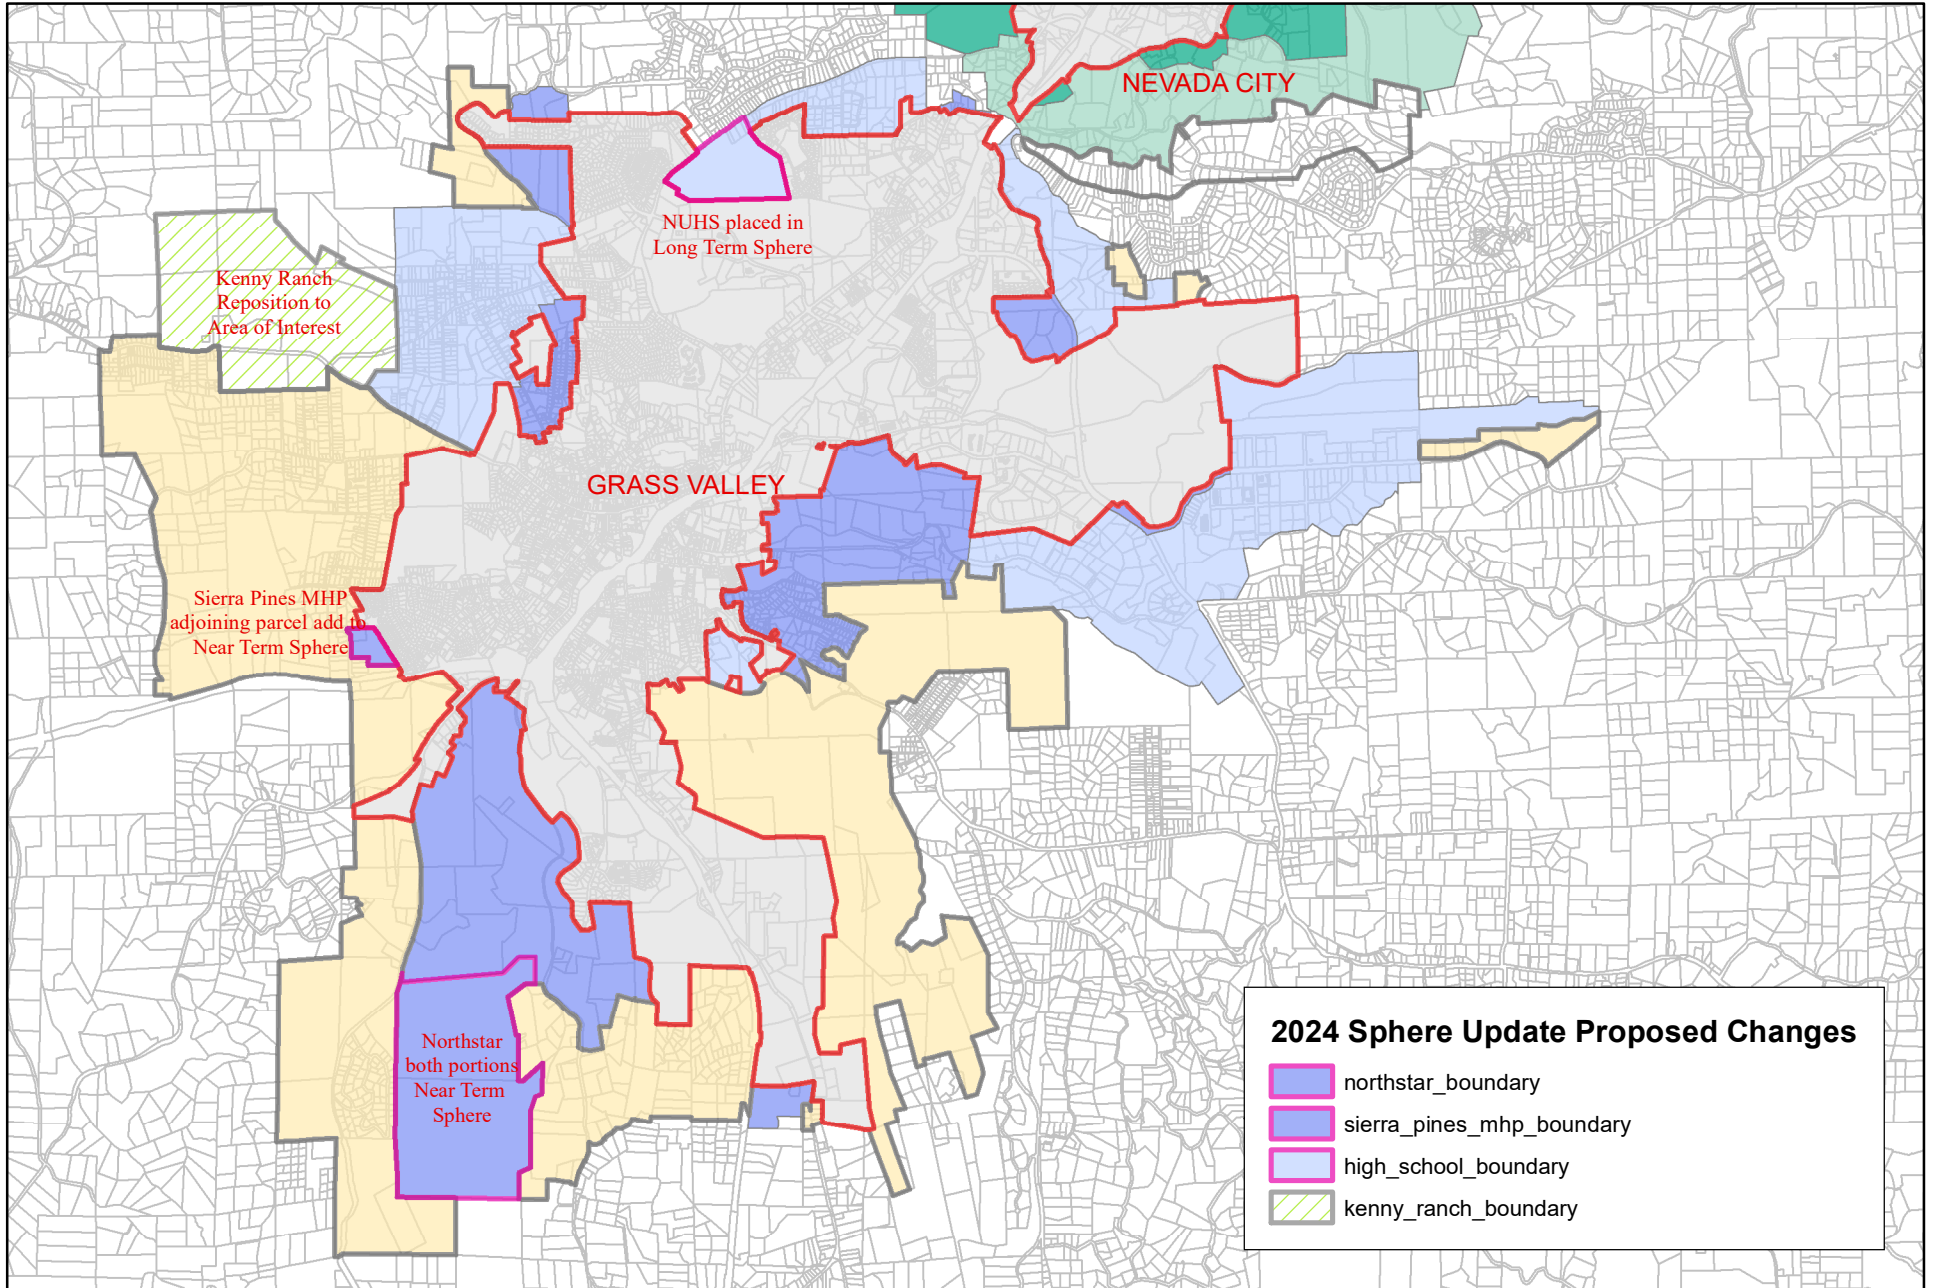 NEVADA CITY
NUHS placed in
Long Term Sphere
Kenny Ranch
Reposition to
Area of Interest
GRASS VALLEY
Sierra Pines MHP
adjoining parcel add to
Near Term Sphere
Northstar
both portions
Near Term
Sphere
2024 Sphere Update Proposed Changes
northstar_boundary
sierra_pines_mhp_boundary
high_school_boundary
kenny_ranch_boundary